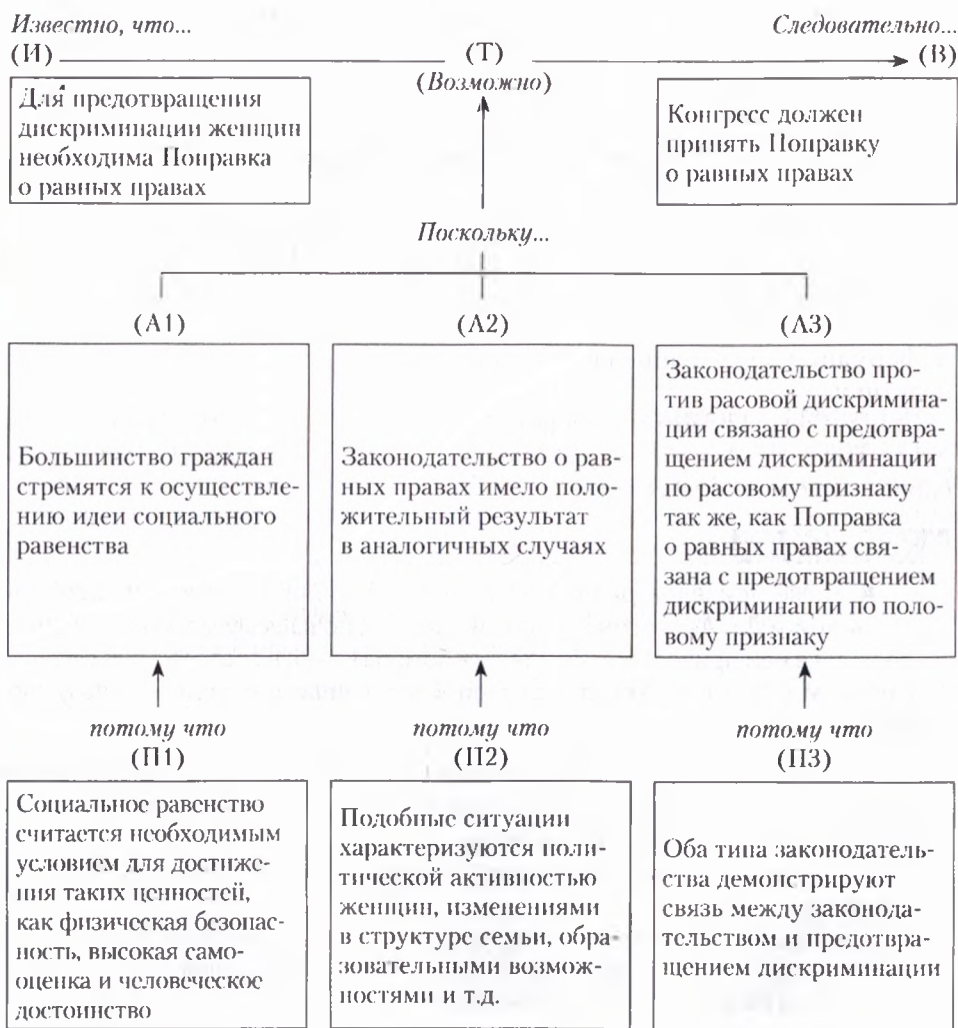 Известно, что... Следовательно...
(И) (Т) (В)
(Возможно)
Для предотвращения
дискриминации женщин
необходима Поправка
о равных правах
Конгресс должен
принять Поправку
о равных правах
Поскольку...
(А1) (А2) (А3)
Большинство граждан
стремятся к осуществле-
нию идеи социального
равенства
Законодательство о рав-
ных правах имело поло-
жительный результат
в аналогичных случаях
Законодательство про-
тив расовой дискримина-
ции связано с предотвра-
щением дискриминации
по расовому признаку
так же, как Поправка
о равных правах свя-
зана с предотвращением
дискриминации по поло-
вому признаку
потому что потому что потому что
(П1) (П2) (П3)
Социальное равенство
считается необходимым
условием для достиже-
ния таких ценностей,
как физическая безопас-
ность, высокая само-
оценка и человеческое
достоинство
Подобные ситуации
характеризуются поли-
тической активностью
женщин, изменениями
в структуре семьи, обра-
зовательными возмож-
ностями и т.д.
Оба типа законодатель-
ства демонстрируют
связь между законода-
тельством и предотвра-
щением дискриминации